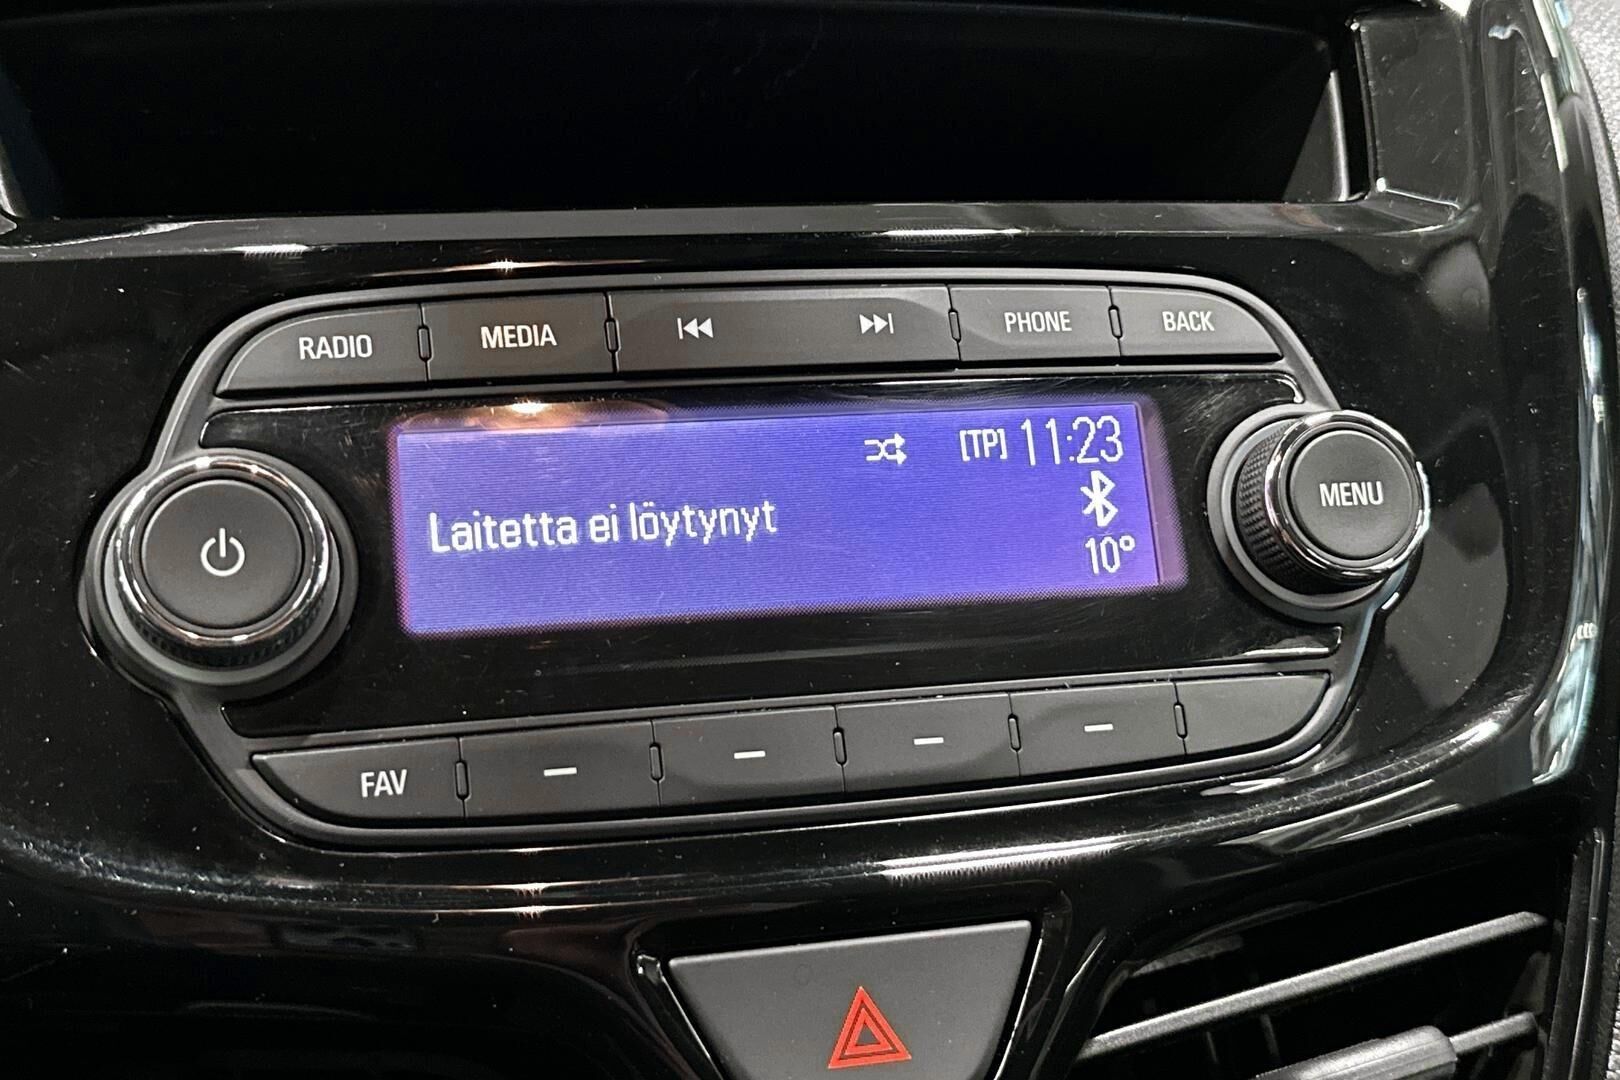 RADIO MEDIA PHONE BACK
[TP] 11:23
Laitetta ei löytynyt
10°
MENU
FAV